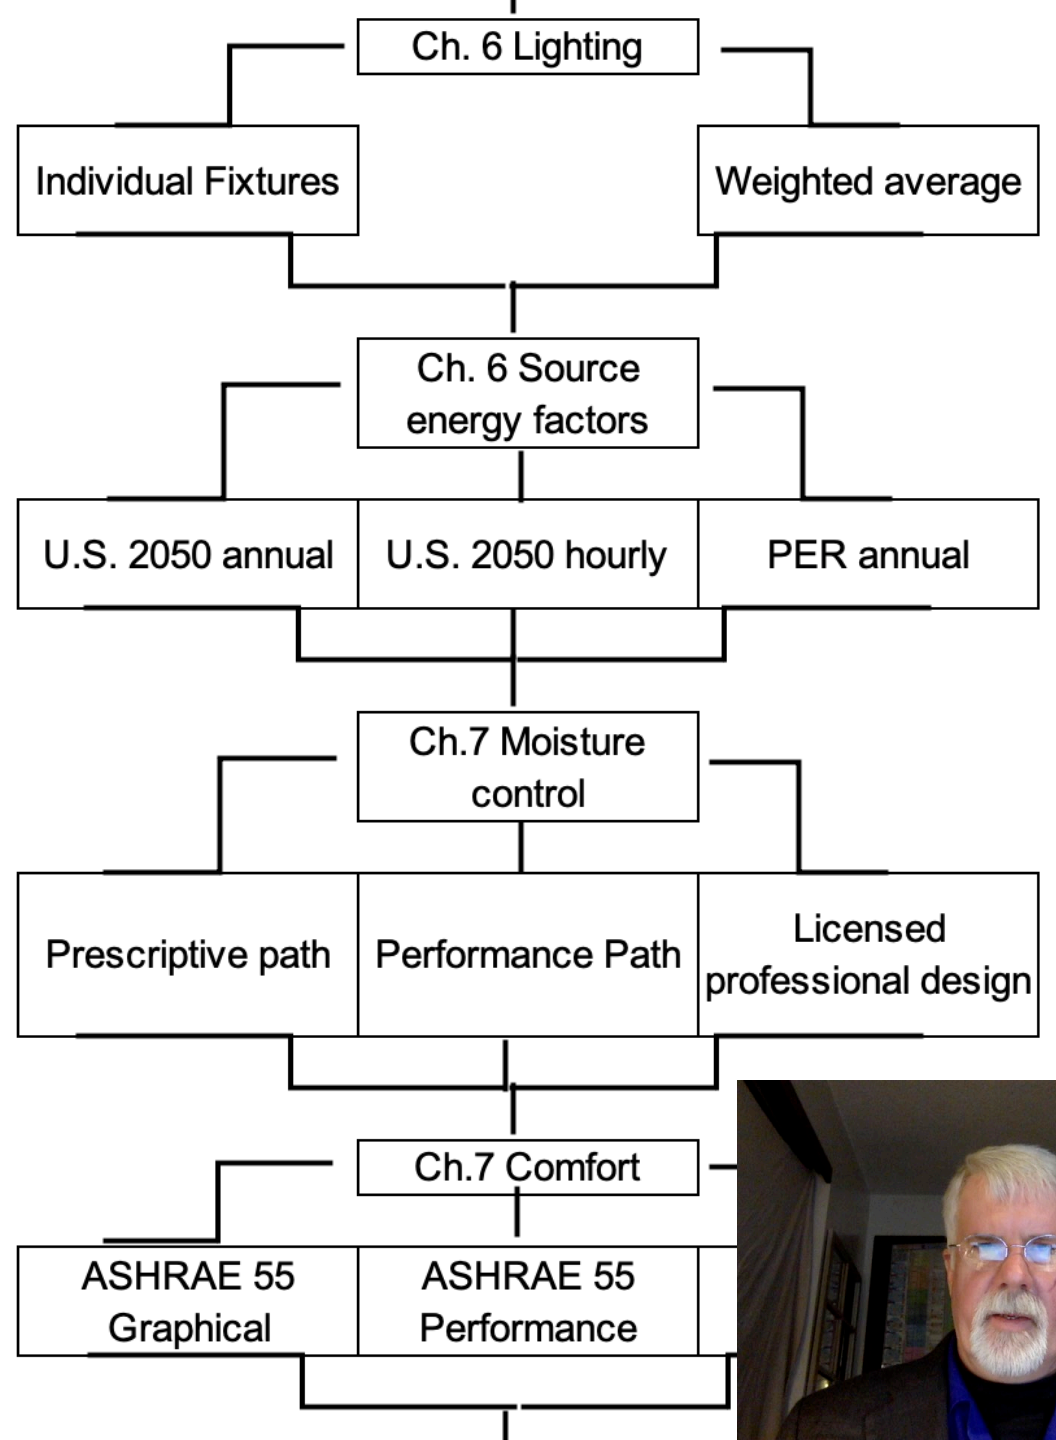 Ch. 6 Lighting
Individual Fixtures
Weighted average
Ch. 6 Source
energy factors
U.S. 2050 annual
U.S. 2050 hourly
PER annual
Ch.7 Moisture
control
Prescriptive path
Performance Path
Licensed
professional design
Ch.7 Comfort
ASHRAE 55
Graphical
ASHRAE 55
Performance